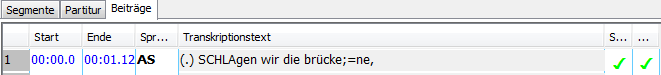 Segmente Partitur Beiträge
Start Ende Spr... Transkriptionstext S... ...
1 00:00.0 00:01.12 AS (.) SCHLAgen wir die brücke;=ne,